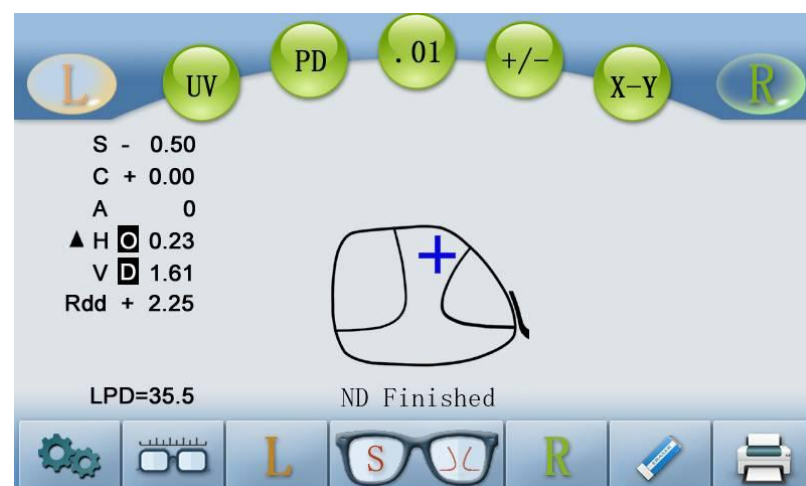 L UV PD .01 +/- X-Y R
S - 0.50
C + 0.00
A 0
▲ H O 0.23
V D 1.61
Rdd + 2.25
LPD=35.5
ND Finished
L S R